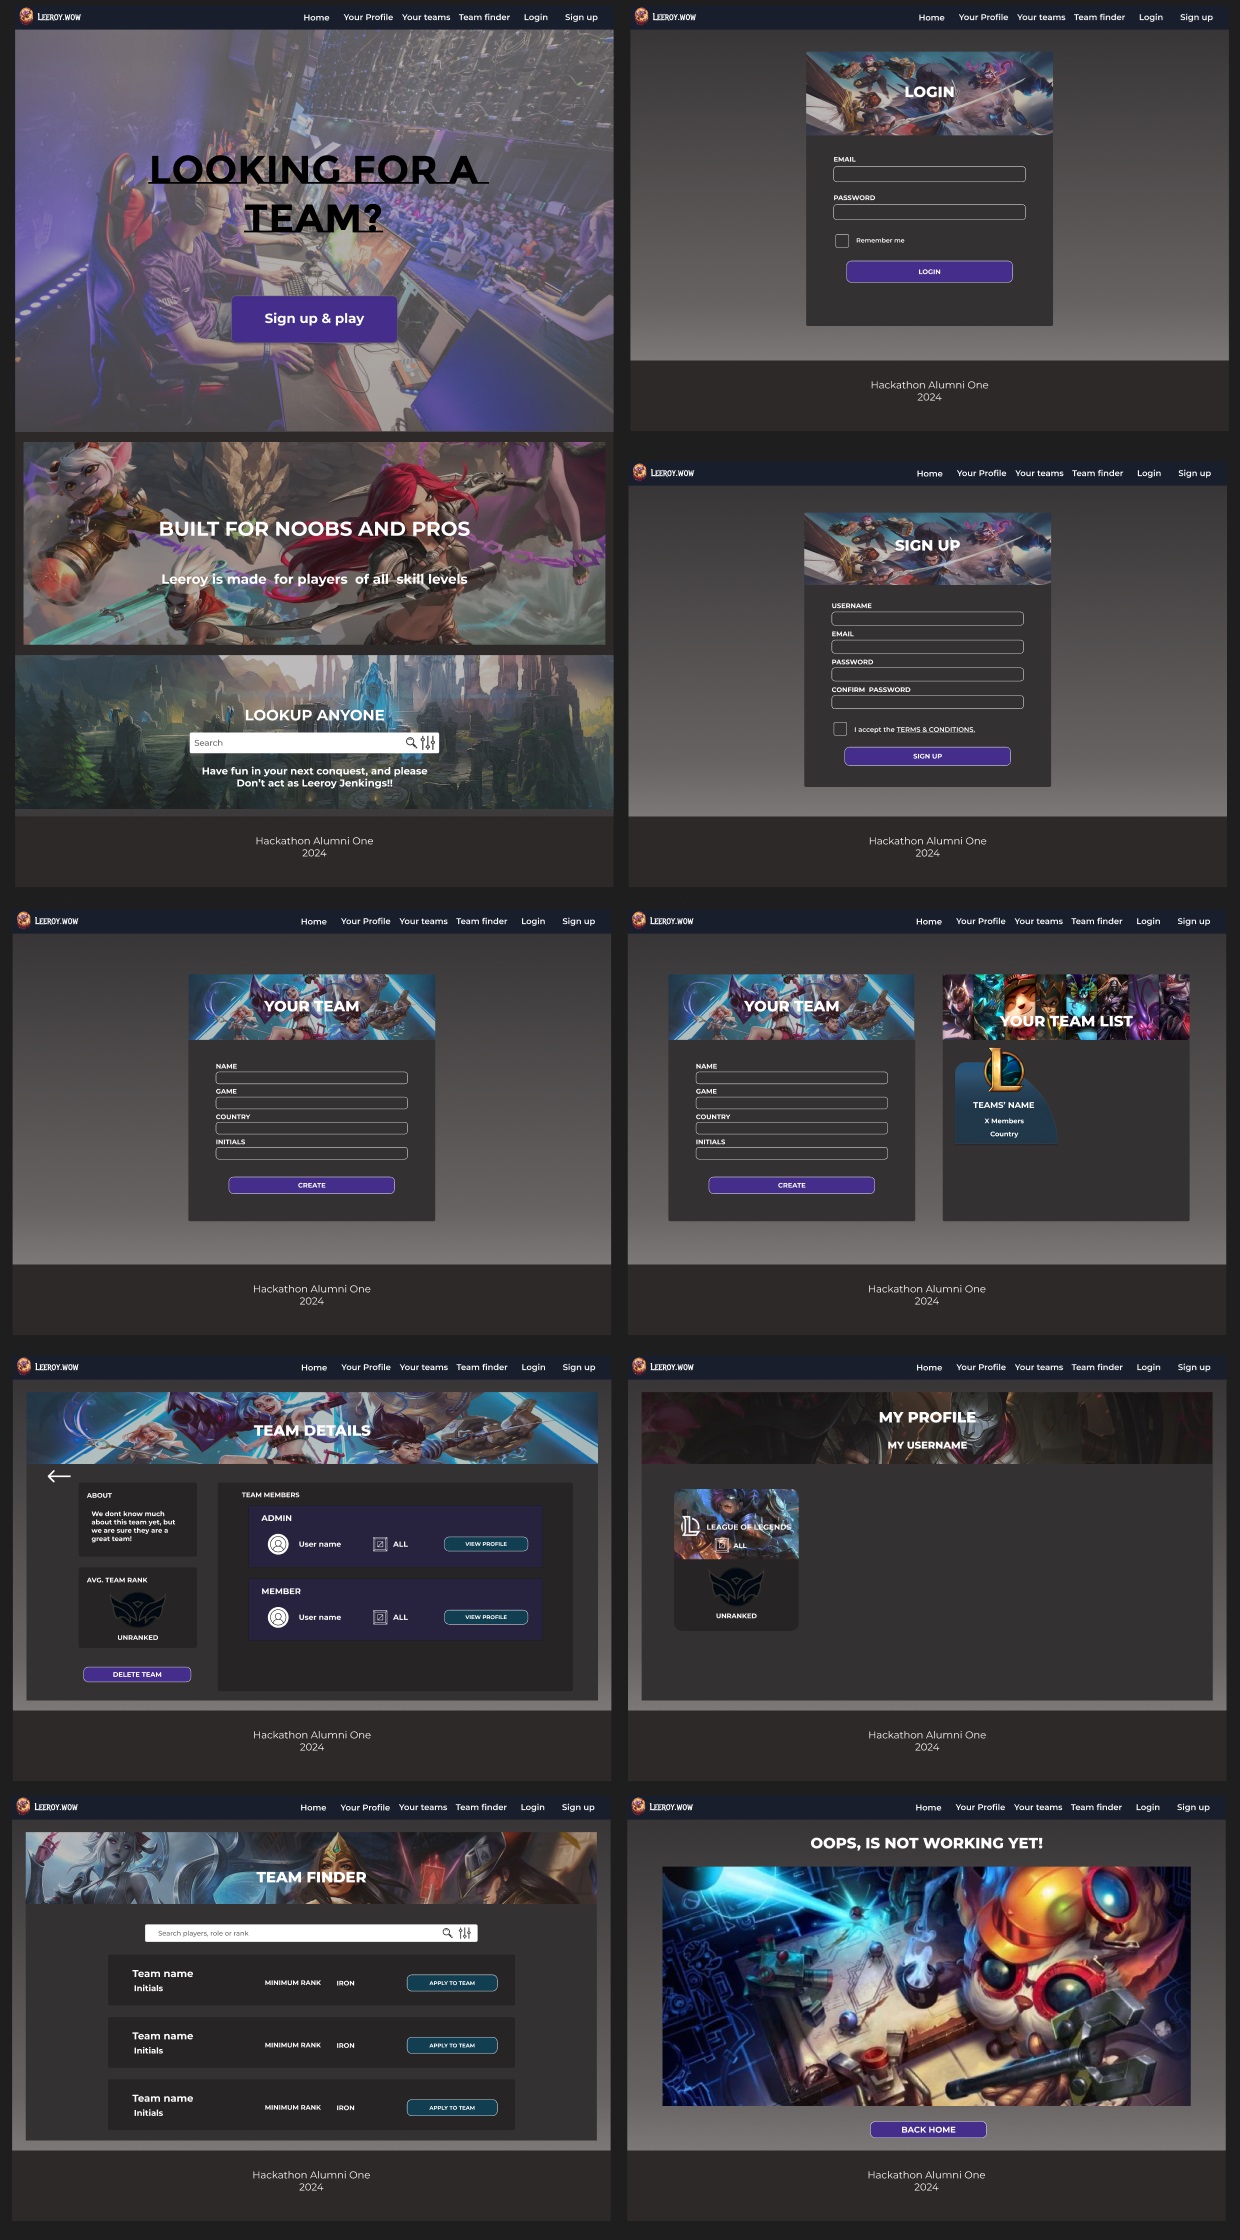 LEEROY.WOW Home Your Profile Your teams Team finder Login Sign up
LOOKING FOR A
TEAM?
Sign up & play
BUILT FOR NOOBS AND PROS
Leeroy is made for players of all skill levels
LOOKUP ANYONE
Search
Have fun in your next conquest, and please
Don't act as Leeroy Jenkings!!
Hackathon Alumni One
2024
LEEROY.WOW Home Your Profile Your teams Team finder Login Sign up
LOGIN
EMAIL
PASSWORD
Remember me
LOGIN
Hackathon Alumni One
2024
LEEROY.WOW Home Your Profile Your teams Team finder Login Sign up
SIGN UP
USERNAME
EMAIL
PASSWORD
CONFIRM PASSWORD
I accept the TERMS & CONDITIONS.
SIGN UP
Hackathon Alumni One
2024
LEEROY.WOW Home Your Profile Your teams Team finder Login Sign up
YOUR TEAM
NAME
GAME
COUNTRY
INITIALS
CREATE
Hackathon Alumni One
2024
LEEROY.WOW Home Your Profile Your teams Team finder Login Sign up
YOUR TEAM
NAME
GAME
COUNTRY
INITIALS
CREATE
YOUR TEAM LIST
TEAMS' NAME
X Members
Country
Hackathon Alumni One
2024
LEEROY.WOW Home Your Profile Your teams Team finder Login Sign up
TEAM DETAILS
ABOUT
We dont know much
about this team yet, but
we are sure they are a
great team!
AVG. TEAM RANK
UNRANKED
DELETE TEAM
TEAM MEMBERS
ADMIN
User name ALL VIEW PROFILE
MEMBER
User name ALL VIEW PROFILE
Hackathon Alumni One
2024
LEEROY.WOW Home Your Profile Your teams Team finder Login Sign up
MY PROFILE
MY USERNAME
LEAGUE OF LEGENDS
ALL
UNRANKED
Hackathon Alumni One
2024
LEEROY.WOW Home Your Profile Your teams Team finder Login Sign up
TEAM FINDER
Search players, role or rank
Team name
Initials
MINIMUM RANK IRON APPLY TO TEAM
Team name
Initials
MINIMUM RANK IRON APPLY TO TEAM
Team name
Initials
MINIMUM RANK IRON APPLY TO TEAM
Hackathon Alumni One
2024
LEEROY.WOW Home Your Profile Your teams Team finder Login Sign up
OOPS, IS NOT WORKING YET!
BACK HOME
Hackathon Alumni One
2024